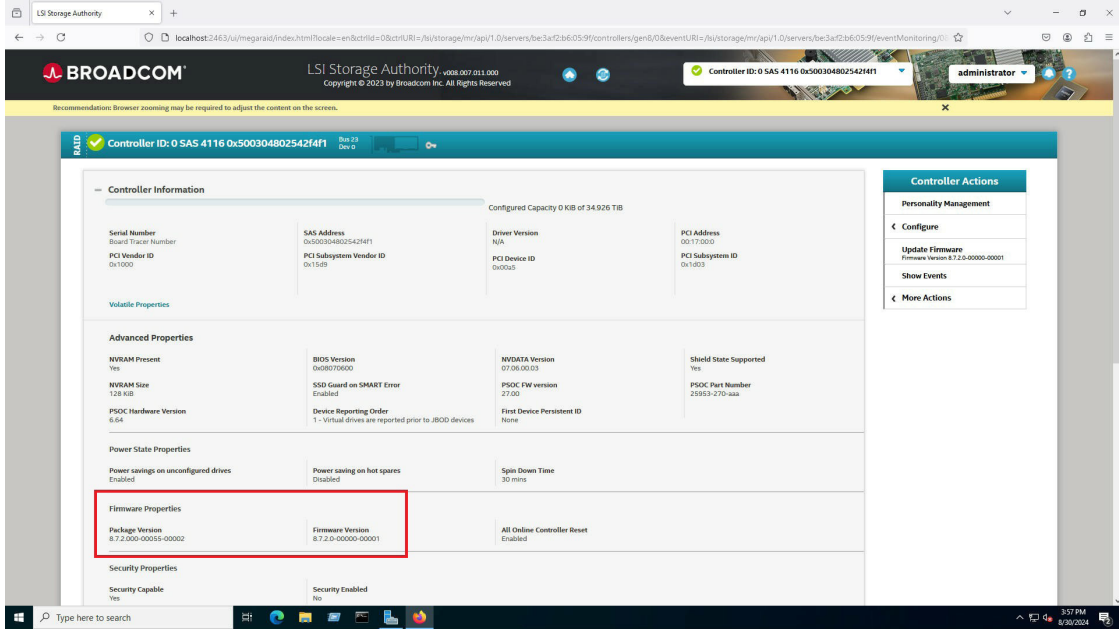 LSI Storage Authority
localhost:2463/ui/megaraid/index.html?locale=en&ctrlId=0&ctrlURI=/lsi/storage/mr/api/1.0/servers/be:3a:f2:b6:05:9f/controllers/gen8/0&eventURI=/lsi/storage/mr/api/1.0/servers/be:3a:f2:b6:05:9f/eventMonitoring/0
BROADCOM
LSI Storage Authority v008.007.011.000
Copyright © 2023 by Broadcom Inc. All Rights Reserved
Controller ID: 0 SAS 4116 0x500304802542f4f1
administrator
Recommendation: Browser zooming may be required to adjust the content on the screen.
RAID
Controller ID: 0 SAS 4116 0x500304802542f4f1
Bus 23
Dev 0
Controller Information
Configured Capacity 0 KiB of 34.926 TiB
Serial Number
Board Tracer Number
SAS Address
0x500304802542f4f1
Driver Version
N/A
PCI Address
00:17:00:0
PCI Vendor ID
0x1000
PCI Subsystem Vendor ID
0x15d9
PCI Device ID
0x00a5
PCI Subsystem ID
0x1d03
Volatile Properties
Advanced Properties
NVRAM Present
Yes
BIOS Version
0x08070600
NVDATA Version
07.06.00.03
Shield State Supported
Yes
NVRAM Size
128 KiB
SSD Guard on SMART Error
Enabled
PSOC FW version
27.00
PSOC Part Number
25953-270-aaa
PSOC Hardware Version
6.64
Device Reporting Order
1 - Virtual drives are reported prior to JBOD devices
First Device Persistent ID
None
Power State Properties
Power savings on unconfigured drives
Enabled
Power saving on hot spares
Disabled
Spin Down Time
30 mins
Firmware Properties
Package Version
8.7.2.000-00055-00002
Firmware Version
8.7.2.0-00000-00001
All Online Controller Reset
Enabled
Security Properties
Security Capable
Yes
Security Enabled
No
Controller Actions
Personality Management
Configure
Update Firmware
Firmware Version 8.7.2.0-00000-00001
Show Events
More Actions
Type here to search
3:57 PM
8/30/2024